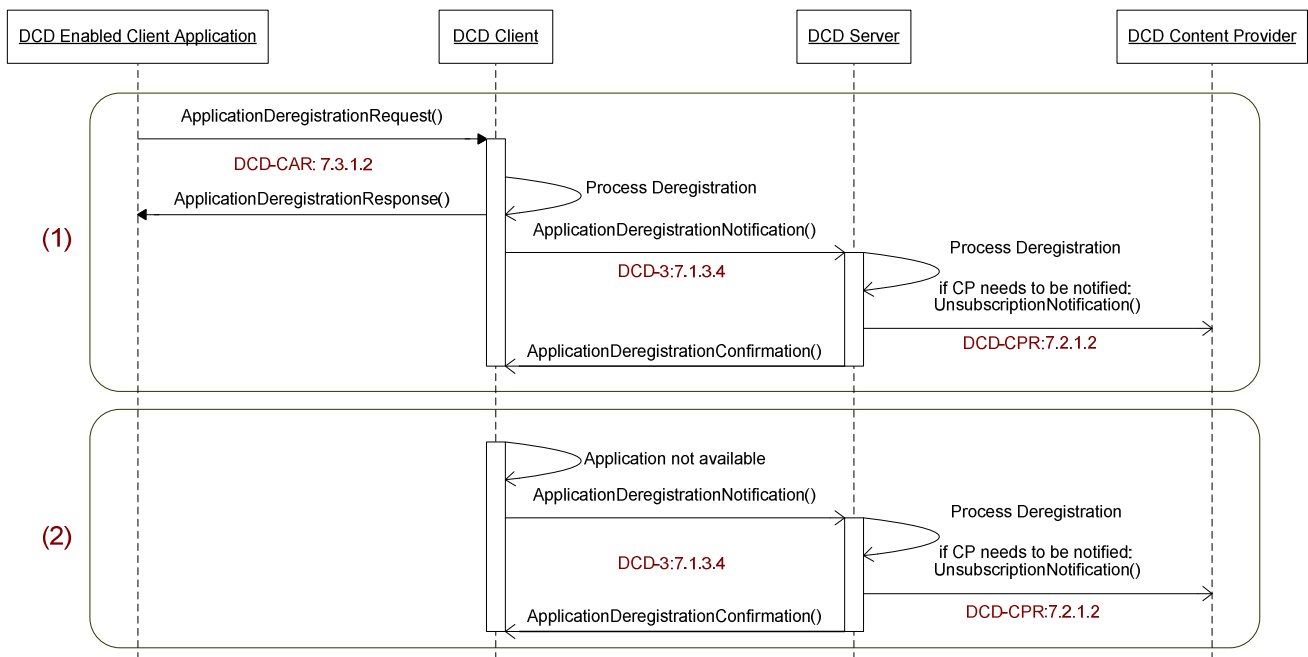 DCD Enabled Client Application
DCD Client
DCD Server
DCD Content Provider
(1)
ApplicationDeregistrationRequest()
DCD-CAR: 7.3.1.2
Process Deregistration
ApplicationDeregistrationResponse()
ApplicationDeregistrationNotification()
DCD-3:7.1.3.4
Process Deregistration
if CP needs to be notified:
UnsubscriptionNotification()
DCD-CPR:7.2.1.2
ApplicationDeregistrationConfirmation()
(2)
Application not available
ApplicationDeregistrationNotification()
DCD-3:7.1.3.4
Process Deregistration
if CP needs to be notified:
UnsubscriptionNotification()
DCD-CPR:7.2.1.2
ApplicationDeregistrationConfirmation()